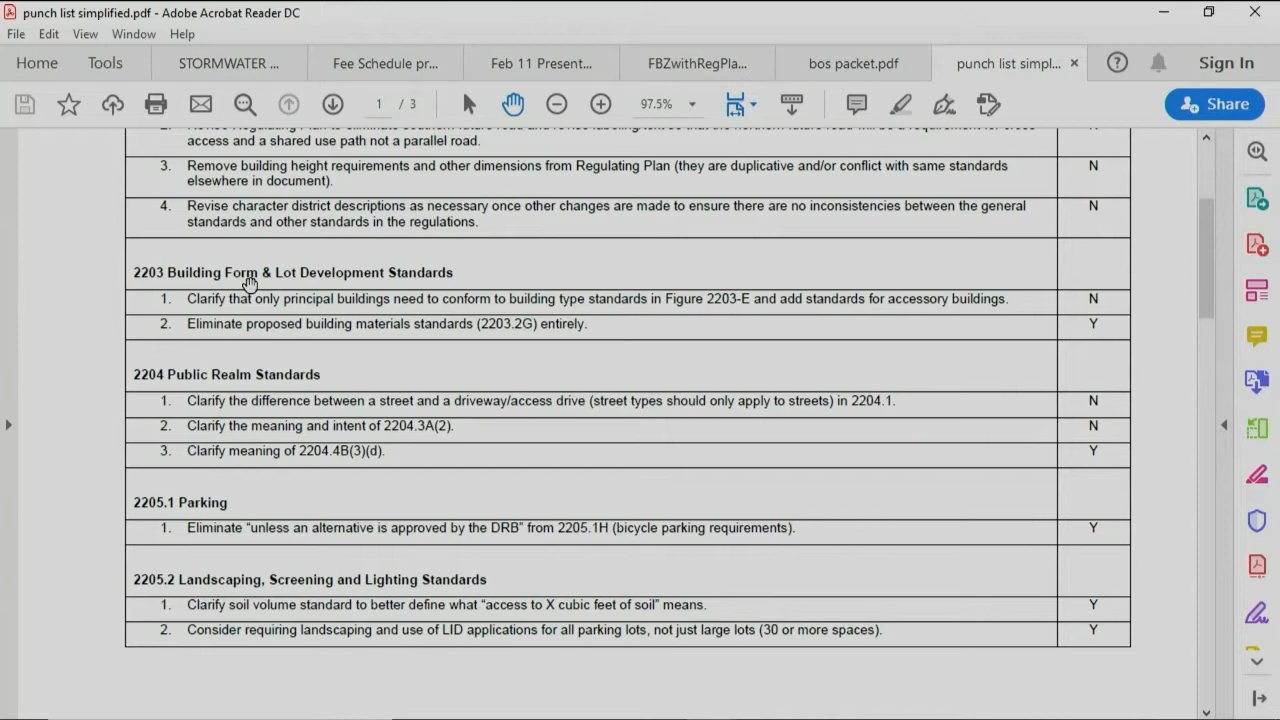 punch list simplified.pdf - Adobe Acrobat Reader DC
File Edit View Window Help
Home Tools STORMWATER ... Fee Schedule pr... Feb 11 Present... FBZwithRegPla... bos packet.pdf punch list simpl... × Sign In
1 / 3 97.5% Share
access and a shared use path not a parallel road.
3. Remove building height requirements and other dimensions from Regulating Plan (they are duplicative and/or conflict with same standards N
elsewhere in document).
4. Revise character district descriptions as necessary once other changes are made to ensure there are no inconsistencies between the general N
standards and other standards in the regulations.
2203 Building Form & Lot Development Standards
1. Clarify that only principal buildings need to conform to building type standards in Figure 2203-E and add standards for accessory buildings. N
2. Eliminate proposed building materials standards (2203.2G) entirely. Y
2204 Public Realm Standards
1. Clarify the difference between a street and a driveway/access drive (street types should only apply to streets) in 2204.1. N
2. Clarify the meaning and intent of 2204.3A(2). N
3. Clarify meaning of 2204.4B(3)(d). Y
2205.1 Parking
1. Eliminate “unless an alternative is approved by the DRB” from 2205.1H (bicycle parking requirements). Y
2205.2 Landscaping, Screening and Lighting Standards
1. Clarify soil volume standard to better define what “access to X cubic feet of soil” means. Y
2. Consider requiring landscaping and use of LID applications for all parking lots, not just large lots (30 or more spaces). Y